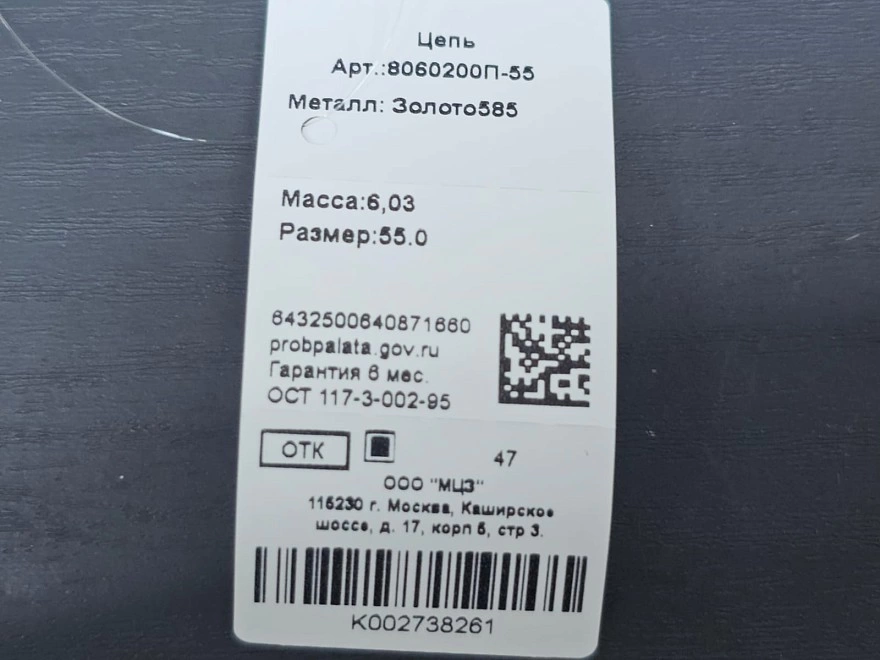 Цепь
Арт.:8060200П-55
Металл: Золото585
Масса:6,03
Размер:55.0
6432500640871660
probpalata.gov.ru
Гарантия 6 мес.
ОСТ 117-3-002-95
ОТК
47
ООО "МЦЗ"
115230 г. Москва, Каширское
шоссе, д. 17, корп 5, стр 3.
K002738261